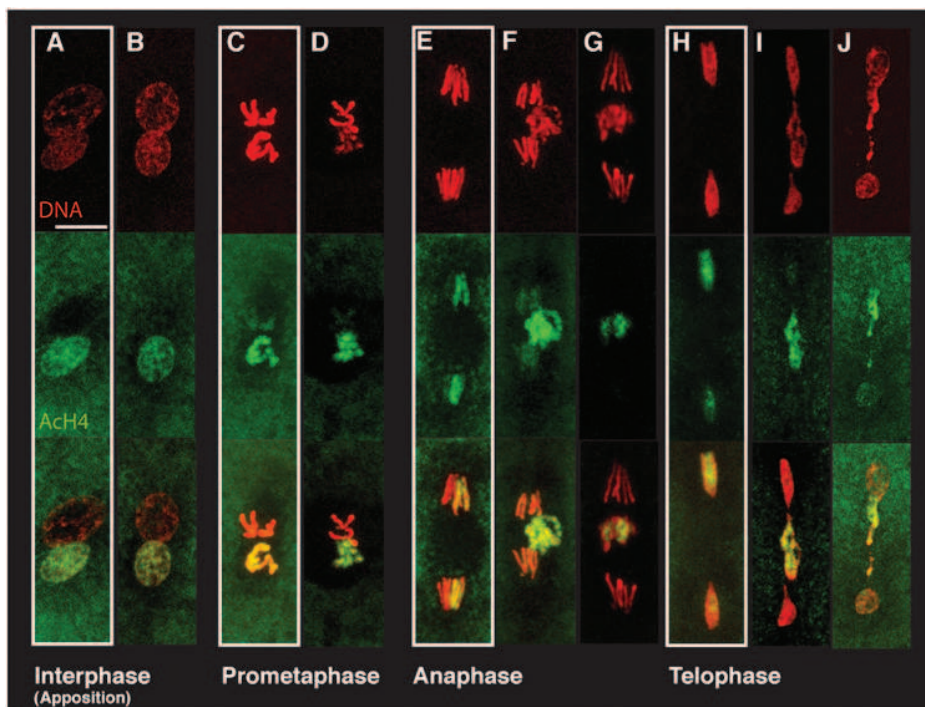 A B C D E F G H I J
DNA
AcH4
Interphase Prometaphase Anaphase Telophase
(Apposition)